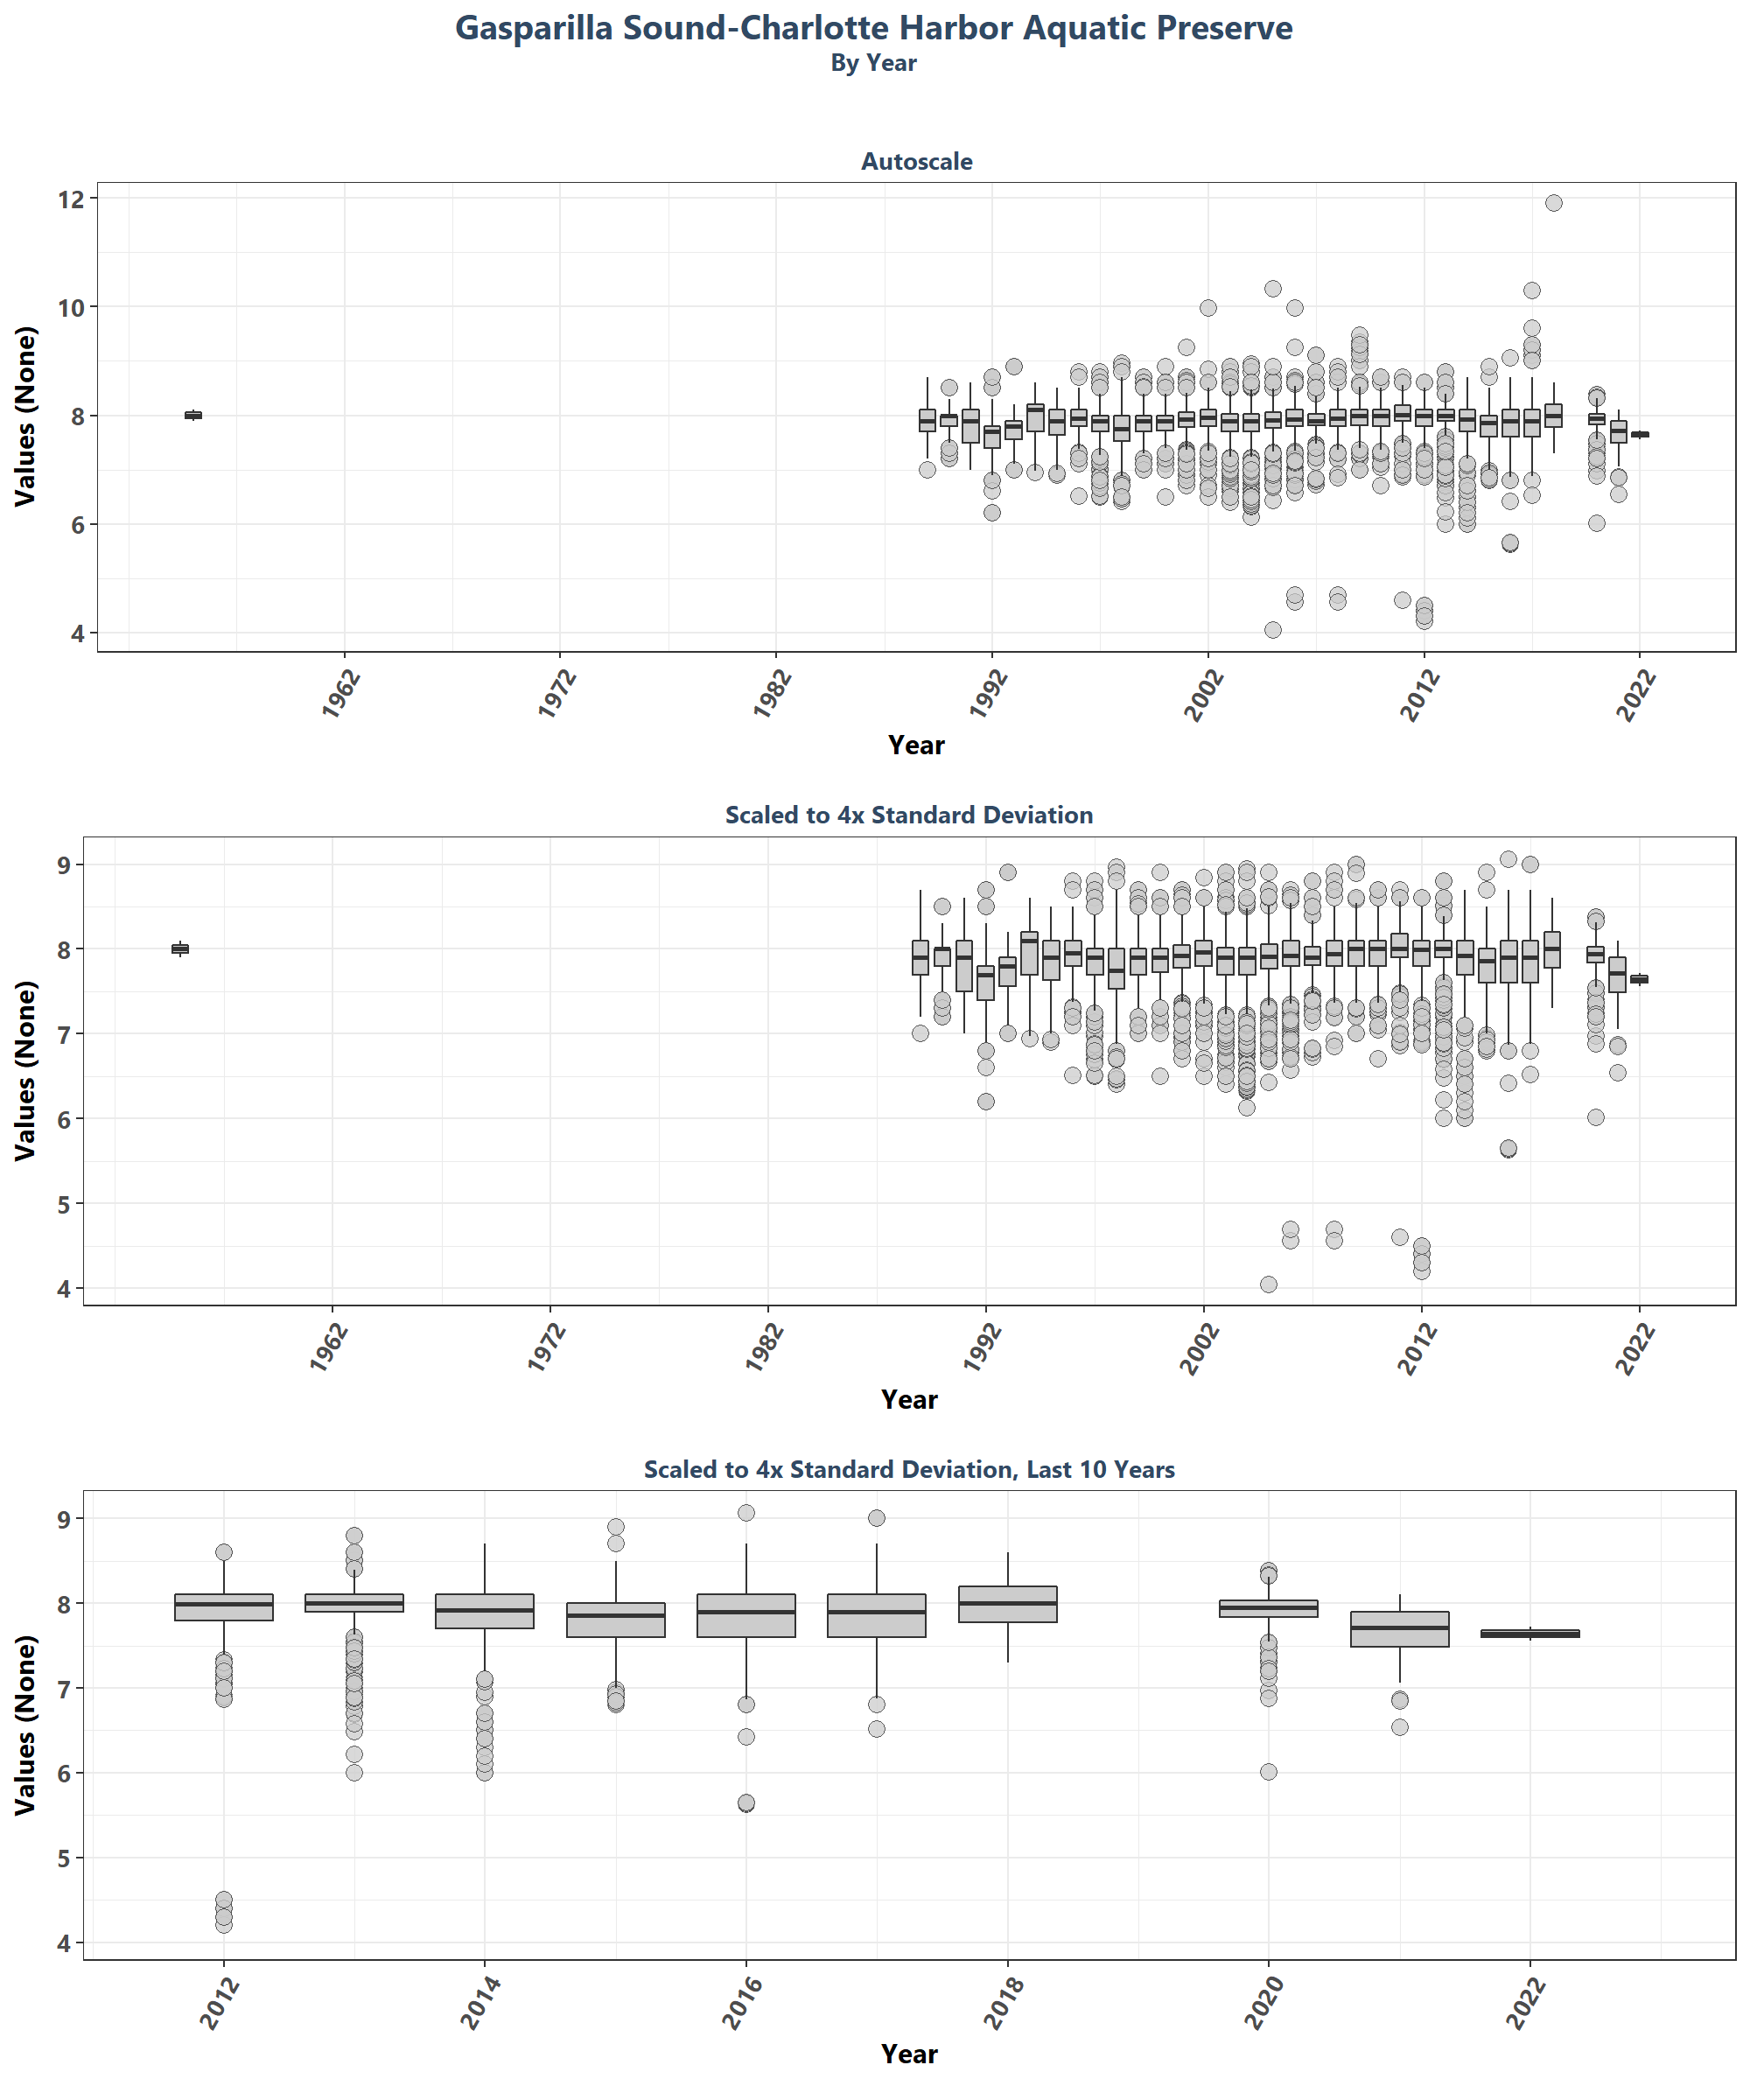 Gasparilla Sound-Charlotte Harbor Aquatic Preserve
By Year
Autoscale
Values (None)
12
10
8
6
4
1962 1972 1982 1992 2002 2012 2022
Year
Scaled to 4x Standard Deviation
Values (None)
9
8
7
6
5
4
1962 1972 1982 1992 2002 2012 2022
Year
Scaled to 4x Standard Deviation, Last 10 Years
Values (None)
9
8
7
6
5
4
2012 2014 2016 2018 2020 2022
Year